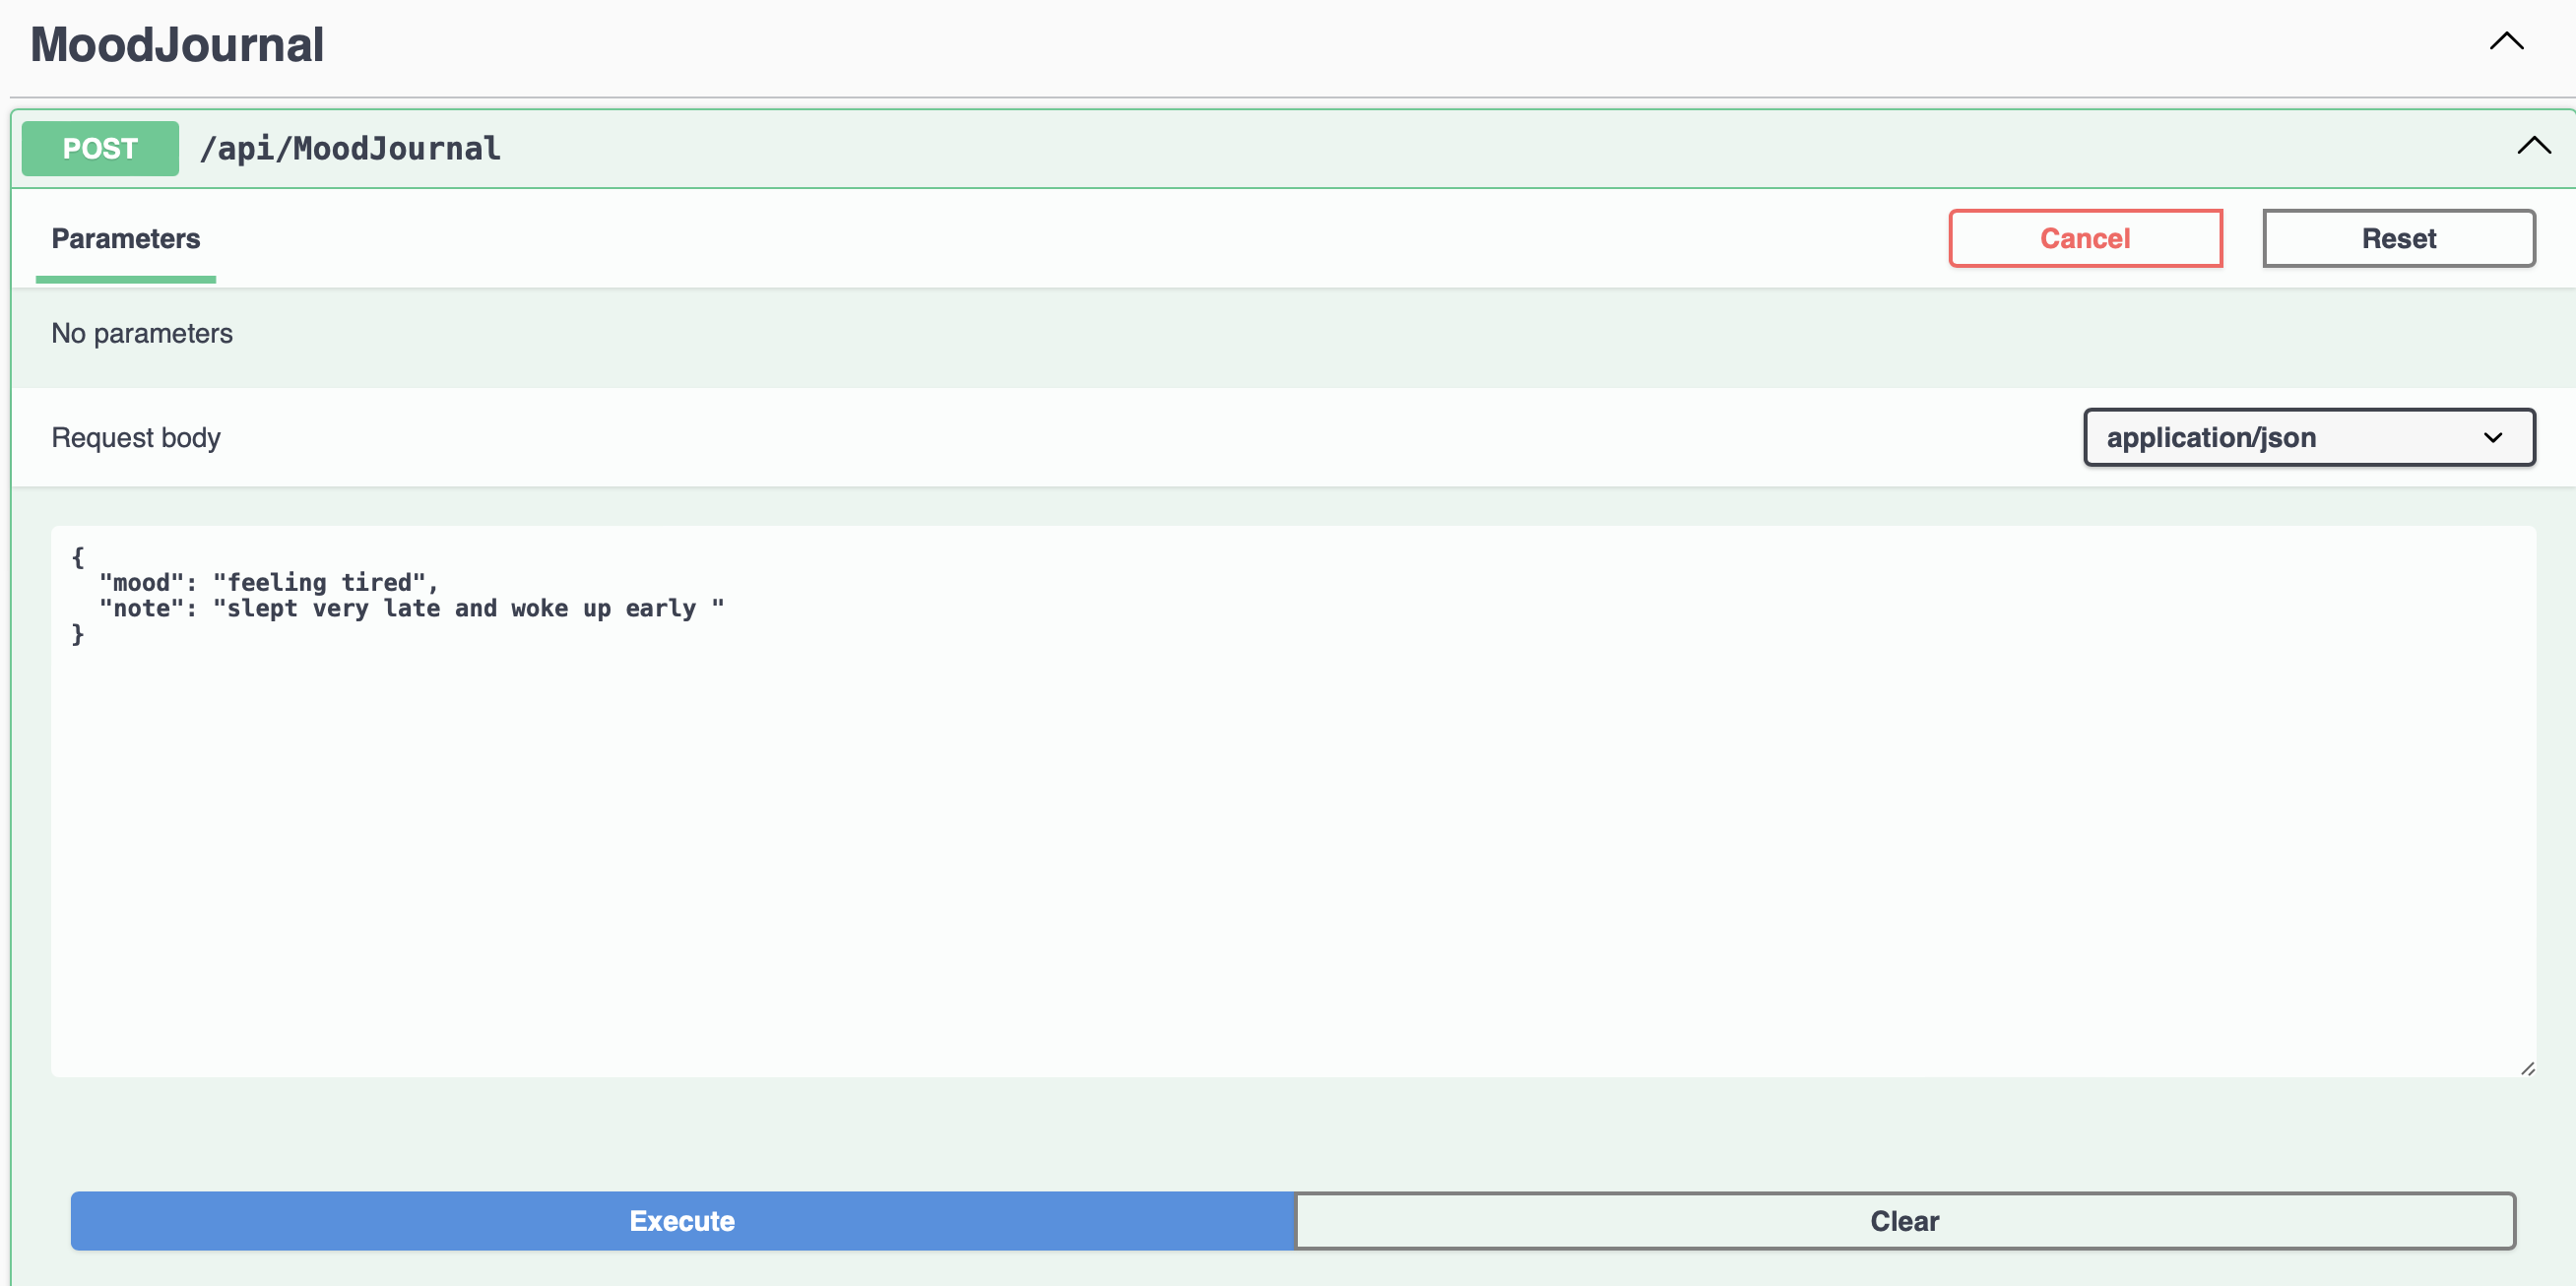 MoodJournal
POST /api/MoodJournal
Parameters Cancel Reset
No parameters
Request body application/json
{
  "mood": "feeling tired",
  "note": "slept very late and woke up early "
}
Execute Clear